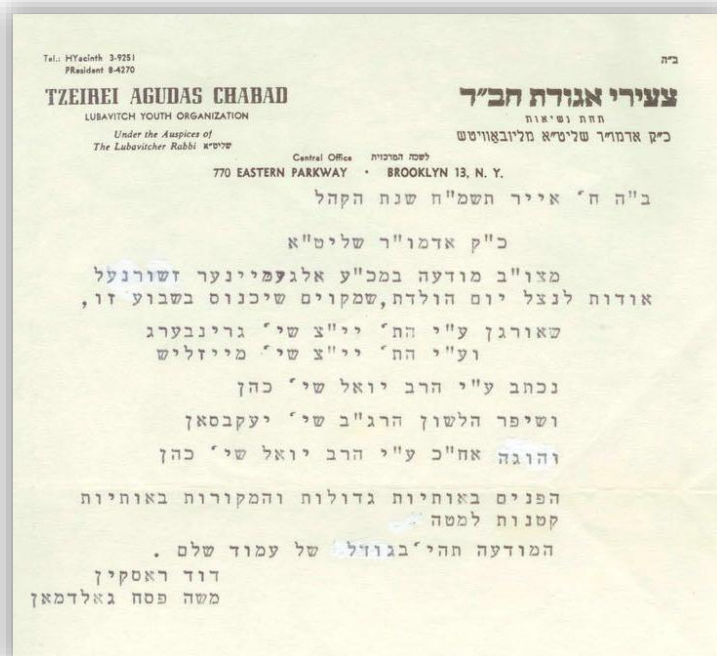 ב"ה
Tel.: HYacinth 3-9251
PResident 8-4270
TZEIREI AGUDAS CHABAD
LUBAVITCH YOUTH ORGANIZATION
Under the Auspices of
The Lubavitcher Rabbi שליט"א
צעירי אגודת חב"ד
תחת נשיאות
כ"ק אדמו"ר שליט"א מליובאוויטש
Central Office לשכה המרכזית
770 EASTERN PARKWAY • BROOKLYN 13, N. Y.
ב"ה ח' אייר תשמ"ח שנת הקהל
כ"ק אדמו"ר שליט"א
מצו"ב מודעה במכ"ע אלגעמיינער זשורנעל
אודות לנצל יום הולדת,שמקוים שיכנוס בשבוע זו,
שאורגן ע"י הת' יי"צ שי' גרינבערג
וע"י הת' יי"צ שי' מייזליש
נכתב ע"י הרב יואל שי' כהן
ושיפר הלשון הרג"ב שי' יעקבסאן
והוגה אח"כ ע"י הרב יואל שי' כהן
הפנים באותיות גדולות והמקורות באותיות
קטנות למטה
המודעה תהי' בגודל של עמוד שלם .
דוד ראסקין
משה פסח גאלדמאן